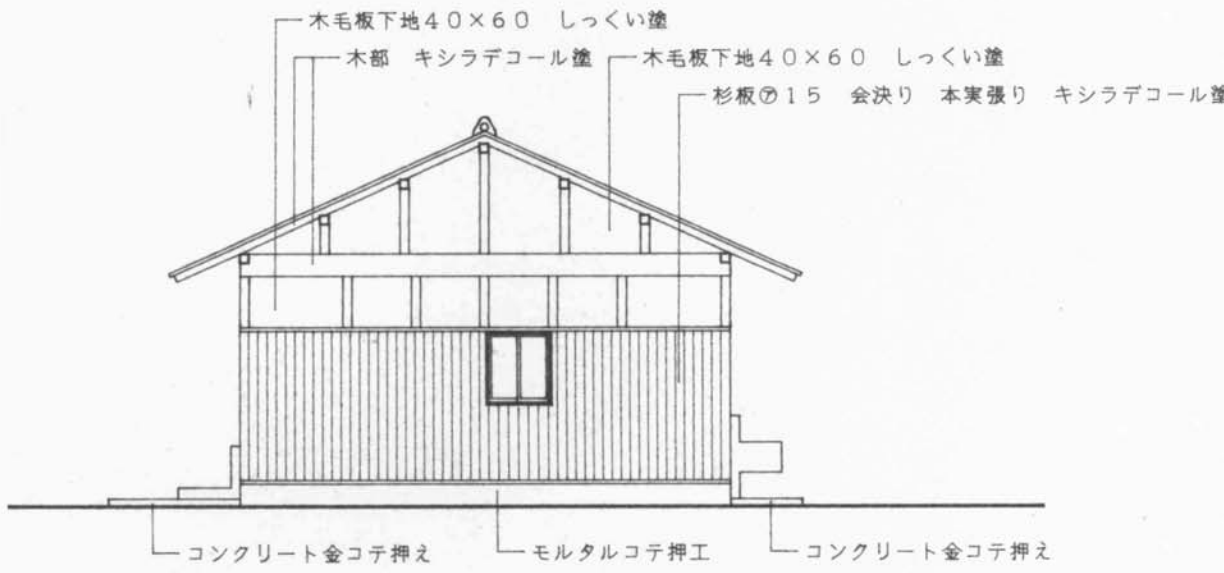 木毛板下地40×60 しっくい塗
木部 キシラデコール塗
木毛板下地40×60 しっくい塗
杉板㋐15 会決り 本実張り キシラデコール塗
コンクリート金コテ押え
モルタルコテ押工
コンクリート金コテ押え